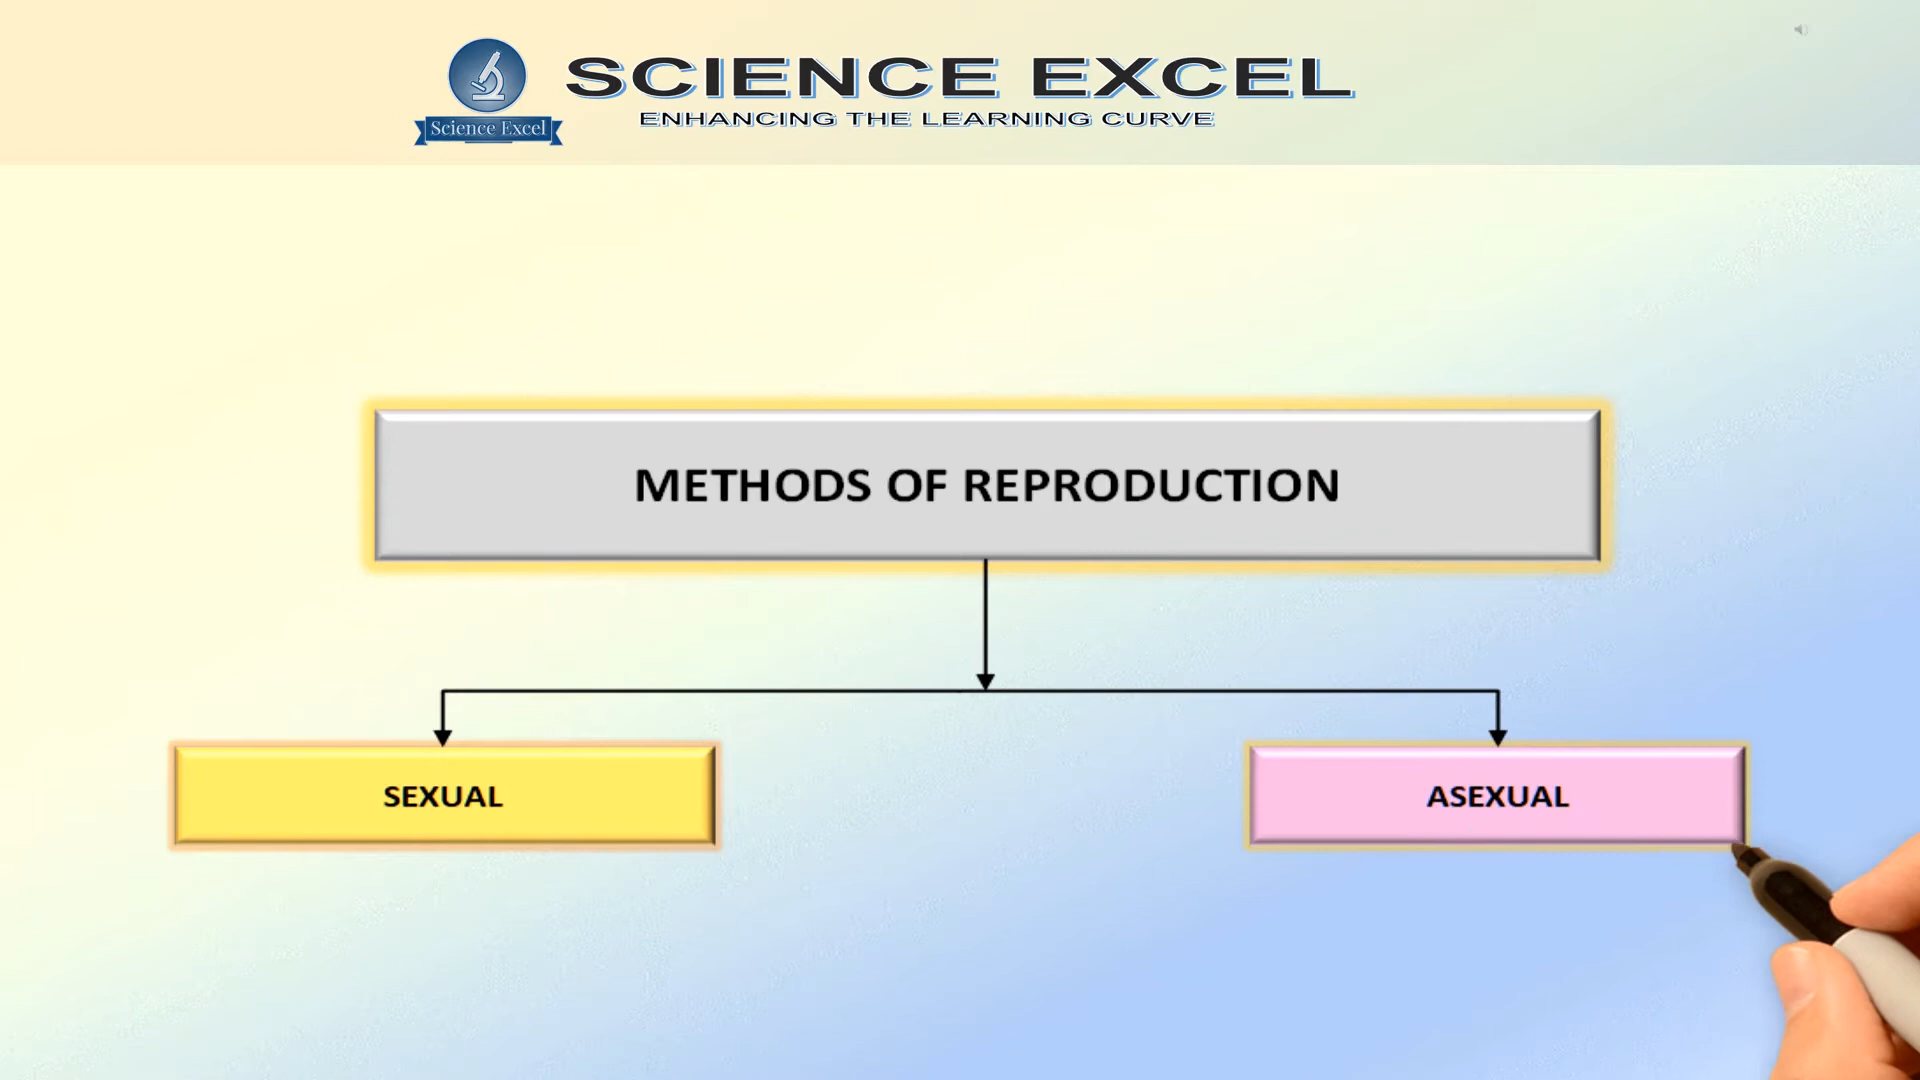 Science Excel
SCIENCE EXCEL
ENHANCING THE LEARNING CURVE
METHODS OF REPRODUCTION
SEXUAL
ASEXUAL